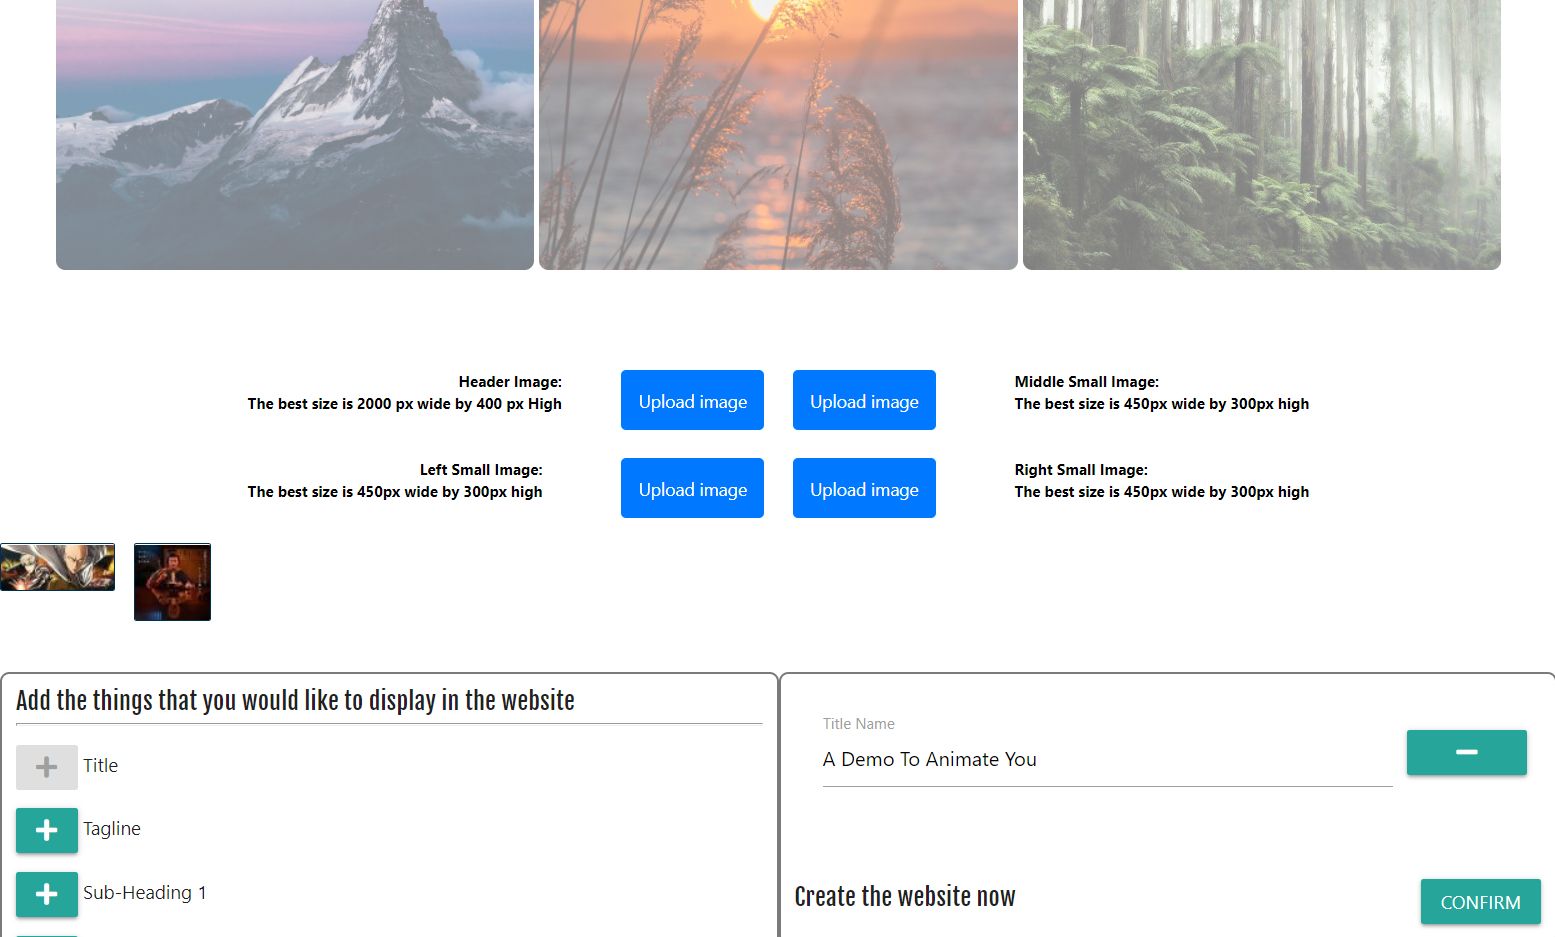 Header Image:
The best size is 2000 px wide by 400 px High
Upload image
Upload image
Middle Small Image:
The best size is 450px wide by 300px high
Left Small Image:
The best size is 450px wide by 300px high
Upload image
Upload image
Right Small Image:
The best size is 450px wide by 300px high
Add the things that you would like to display in the website
Title
Tagline
Sub-Heading 1
Title Name
A Demo To Animate You
Create the website now
CONFIRM